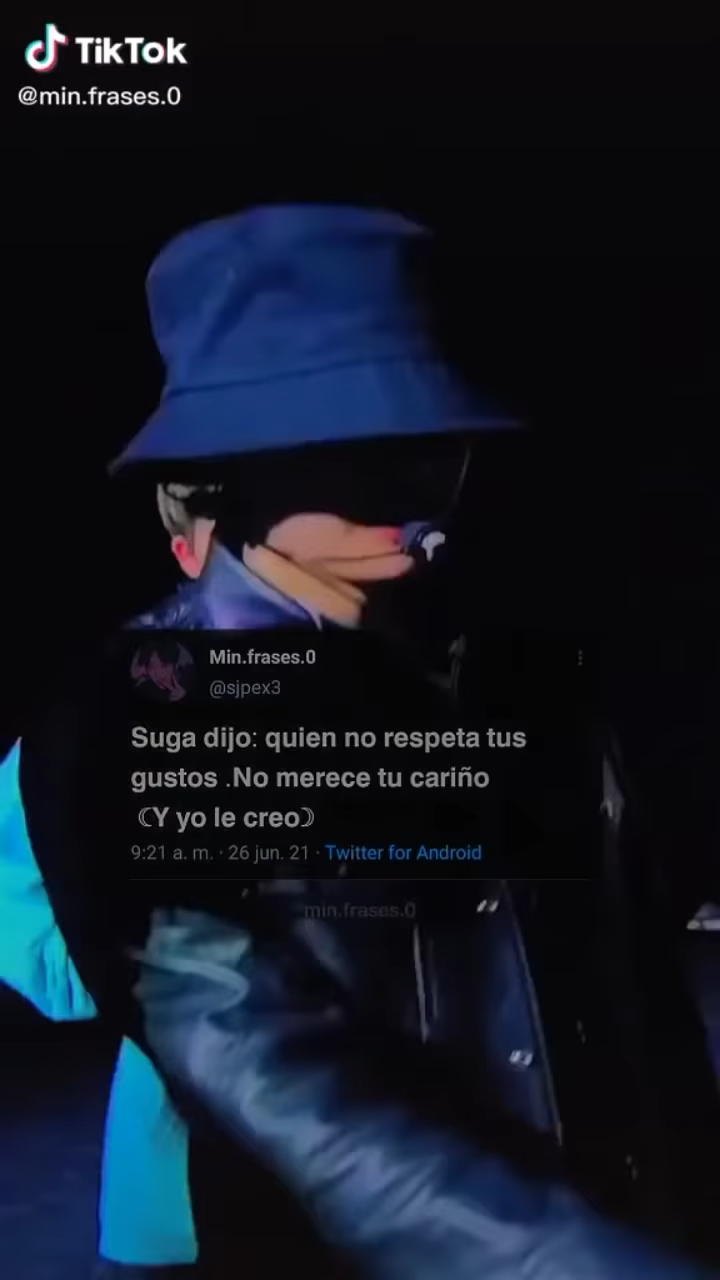 TikTok
@min.frases.0
Min.frases.0
@sjpex3
Suga dijo: quien no respeta tus
gustos .No merece tu cariño
☾Y yo le creo☽
9:21 a. m. · 26 jun. 21 · Twitter for Android
min.frases.0